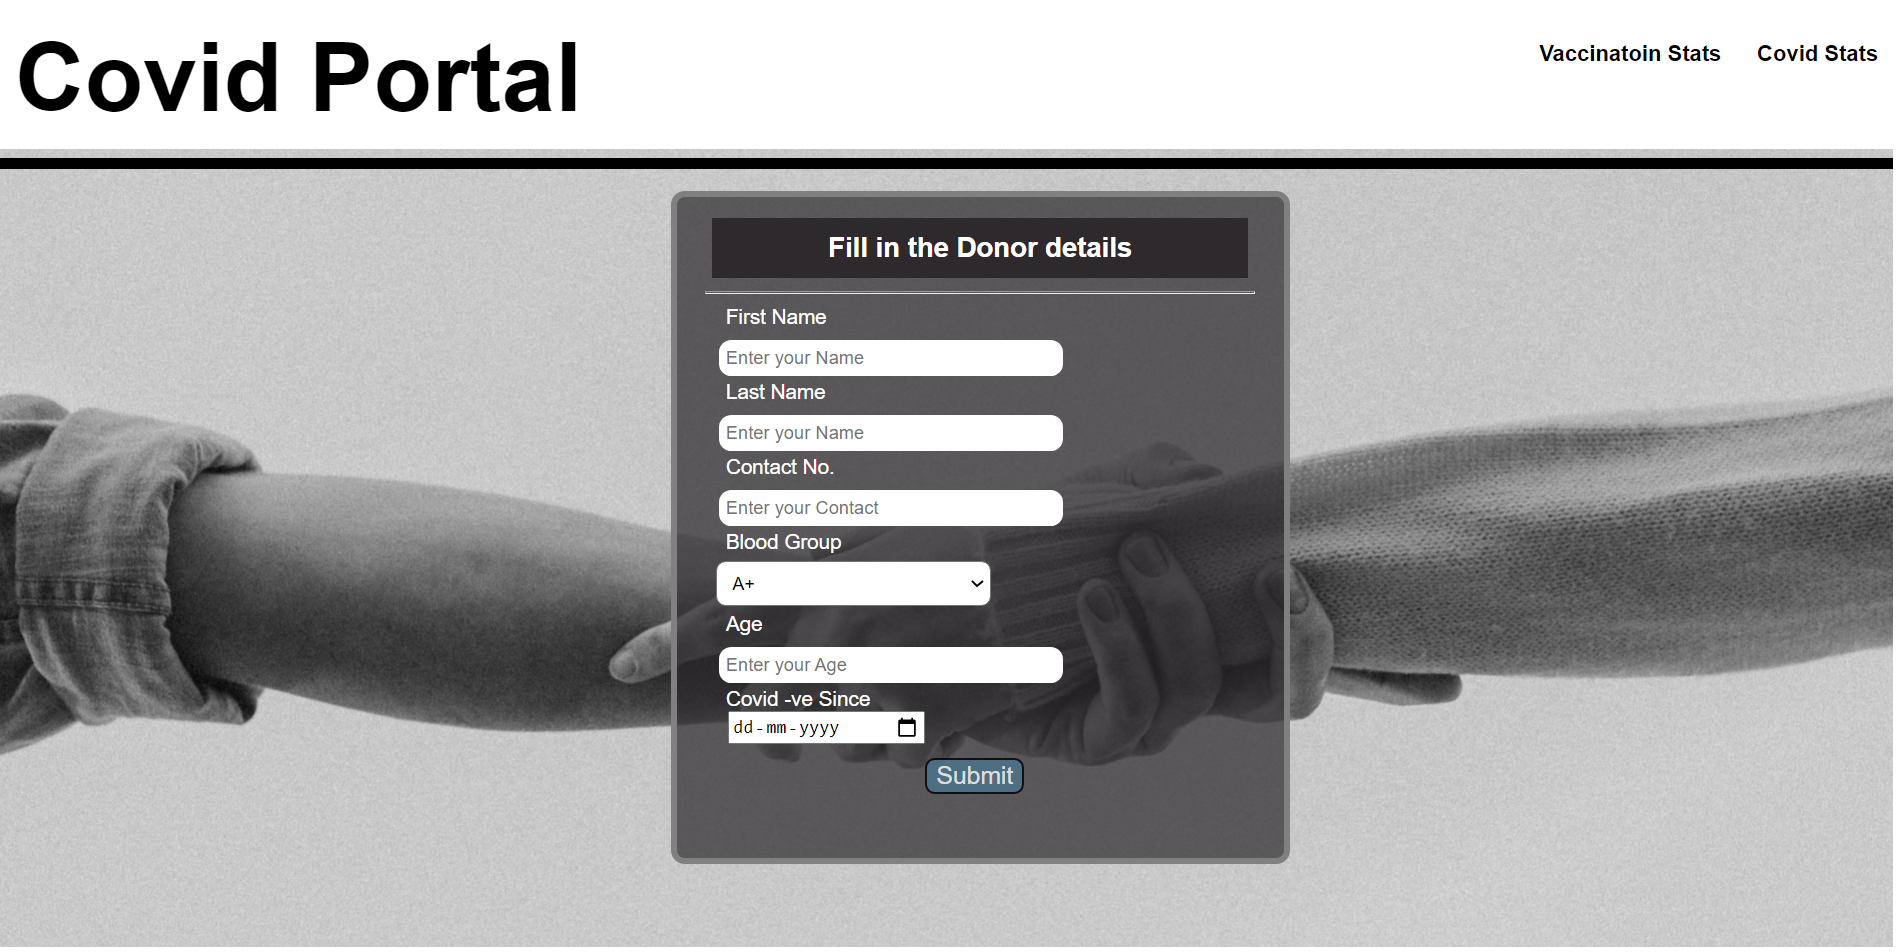 Covid Portal
Vaccinatoin Stats
Covid Stats
Fill in the Donor details
First Name
Enter your Name
Last Name
Enter your Name
Contact No.
Enter your Contact
Blood Group
A+
Age
Enter your Age
Covid -ve Since
dd-mm-yyyy
Submit